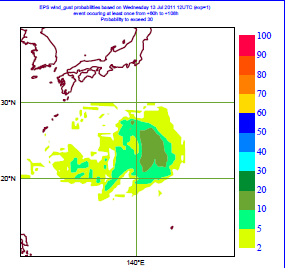 EPS wind_gust probabilities based on Wednesday 13 Jul 2011 12UTC (exp=1)
event occuring at least once from +90h to +108h
Probability to exceed 30
100
90
80
70
60
50
40
30
20
10
5
2
30°N
20°N
140°E